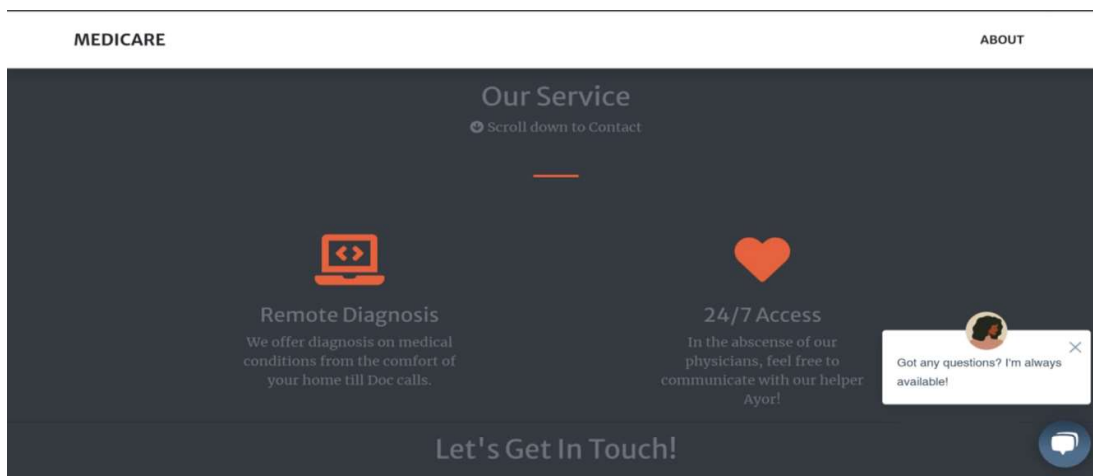 MEDICARE
ABOUT
Our Service
Scroll down to Contact
Remote Diagnosis
We offer diagnosis on medical
conditions from the comfort of
your home till Doc calls.
24/7 Access
In the abscense of our
physicians, feel free to
communicate with our helper
Ayor!
Got any questions? I'm always
available!
Let's Get In Touch!